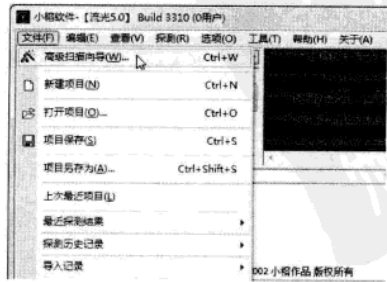 小榕软件-【流光5.0】 Build 3310 (0用户)
文件(F) 编辑(E) 查看(V) 探测(R) 选项(O) 工具(T) 帮助(H) 关于(A)
高级扫描向导(W)... Ctrl+W
新建项目(N) Ctrl+N
打开项目(O)... Ctrl+O
项目保存(S) Ctrl+S
项目另存为(A)... Ctrl+Shift+S
上次最近项目(L)
最近探测结果
探测历史记录
导入记录
002 小榕作品 版权所有